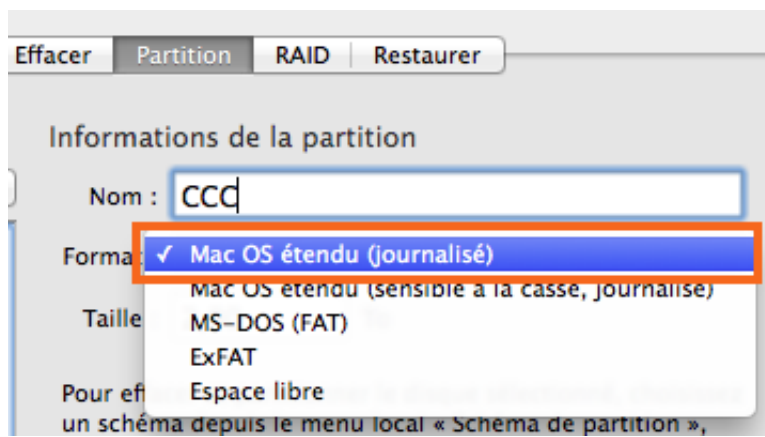 Effacer Partition RAID Restaurer
Informations de la partition
Nom : CCC
Forma ✓ Mac OS étendu (journalisé)
Mac OS étendu (sensible à la casse, journalisé)
Taille : MS-DOS (FAT)
ExFAT
Pour eff Espace libre
un schéma depuis le menu local « Schéma de partition »,